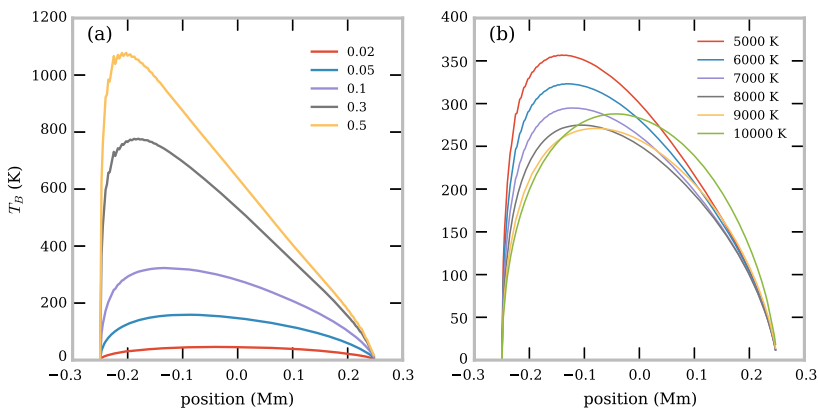 (a)
0.02
0.05
0.1
0.3
0.5
1200
1000
800
600
400
200
0
T_B (K)
−0.3 −0.2 −0.1 0.0 0.1 0.2 0.3
position (Mm)
(b)
5000 K
6000 K
7000 K
8000 K
9000 K
10000 K
400
350
300
250
200
150
100
50
0
−0.3 −0.2 −0.1 0.0 0.1 0.2 0.3
position (Mm)